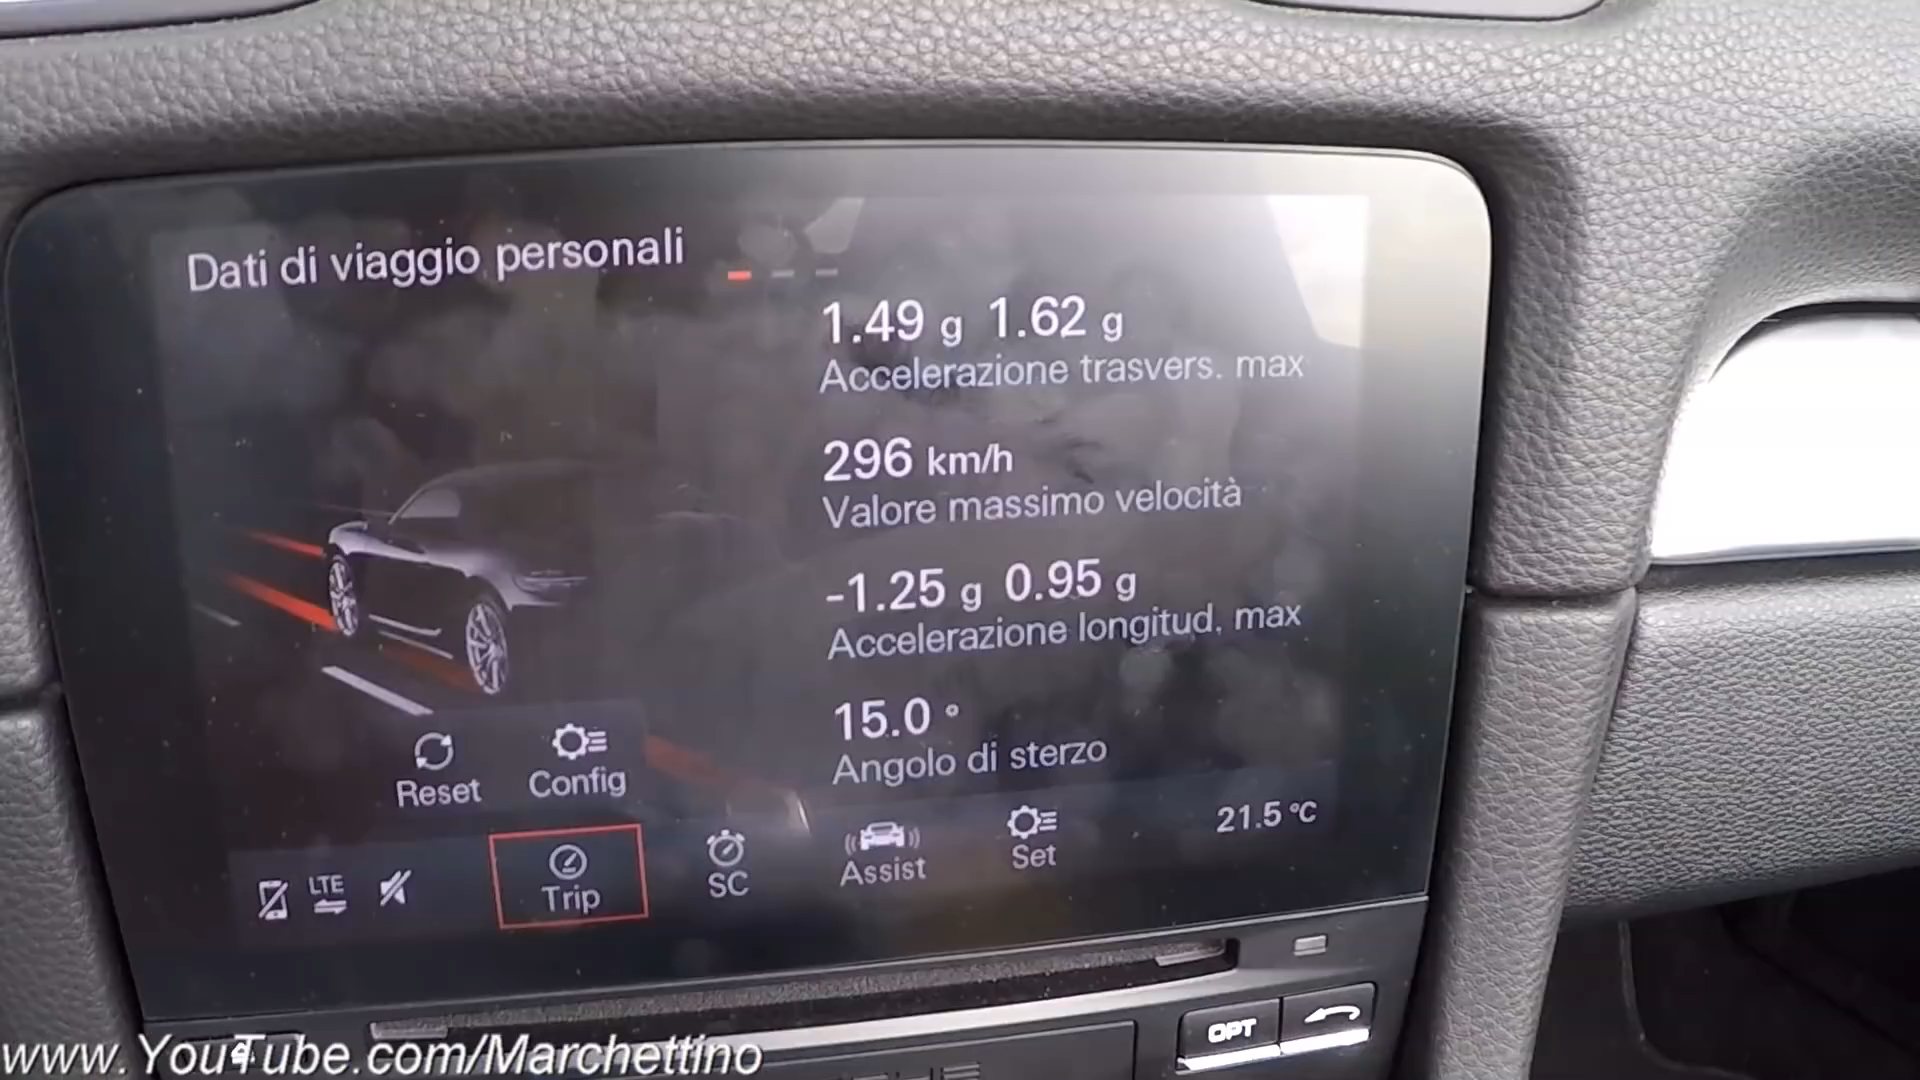 Dati di viaggio personali
1.49 g 1.62 g
Accelerazione trasvers. max
296 km/h
Valore massimo velocità
-1.25 g 0.95 g
Accelerazione longitud. max
15.0 °
Angolo di sterzo
Reset
Config
LTE
Trip
SC
Assist
Set
21.5 °C
OPT
www.YouTube.com/Marchettino